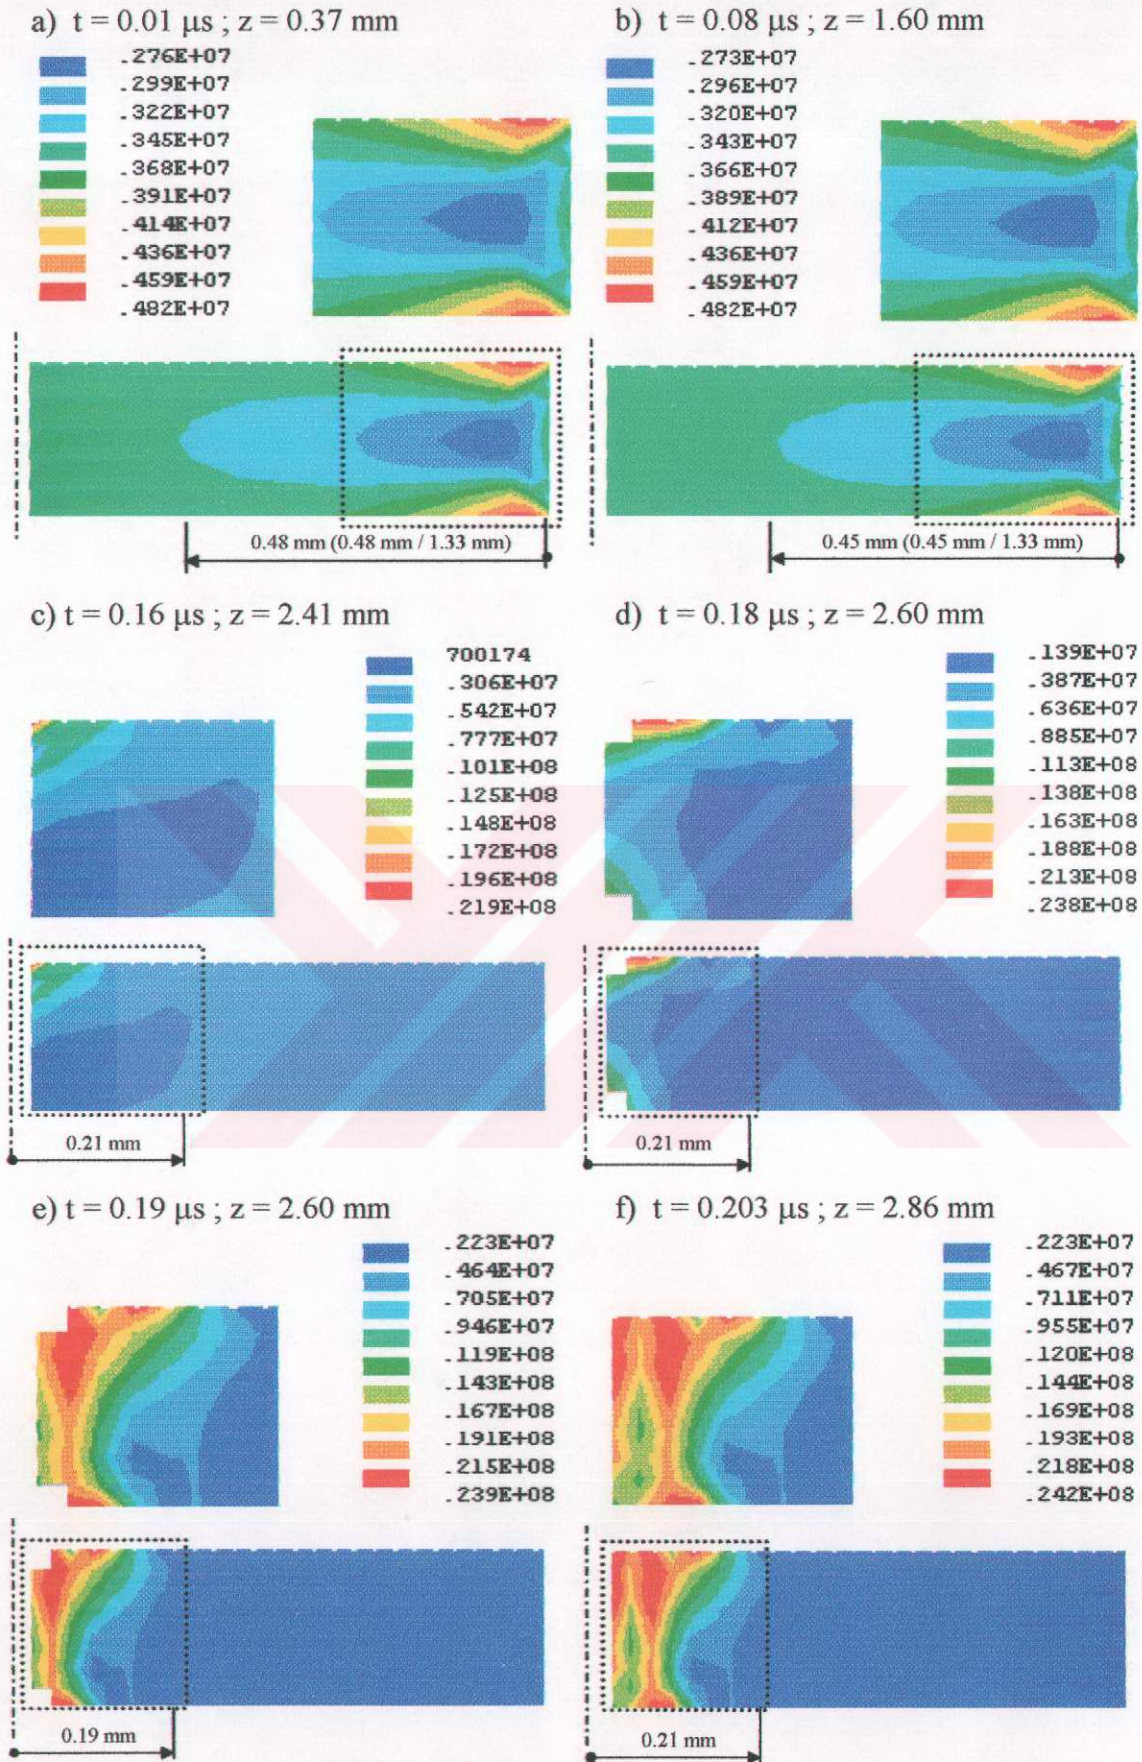 a) t = 0.01 µs ; z = 0.37 mm
.276E+07
.299E+07
.322E+07
.345E+07
.368E+07
.391E+07
.414E+07
.436E+07
.459E+07
.482E+07
0.48 mm (0.48 mm / 1.33 mm)
b) t = 0.08 µs ; z = 1.60 mm
.273E+07
.296E+07
.320E+07
.343E+07
.366E+07
.389E+07
.412E+07
.436E+07
.459E+07
.482E+07
0.45 mm (0.45 mm / 1.33 mm)
c) t = 0.16 µs ; z = 2.41 mm
700174
.306E+07
.542E+07
.777E+07
.101E+08
.125E+08
.148E+08
.172E+08
.196E+08
.219E+08
0.21 mm
d) t = 0.18 µs ; z = 2.60 mm
.139E+07
.387E+07
.636E+07
.885E+07
.113E+08
.138E+08
.163E+08
.188E+08
.213E+08
.238E+08
0.21 mm
e) t = 0.19 µs ; z = 2.60 mm
.223E+07
.464E+07
.705E+07
.946E+07
.119E+08
.143E+08
.167E+08
.191E+08
.215E+08
.239E+08
0.19 mm
f) t = 0.203 µs ; z = 2.86 mm
.223E+07
.467E+07
.711E+07
.955E+07
.120E+08
.144E+08
.169E+08
.193E+08
.218E+08
.242E+08
0.21 mm